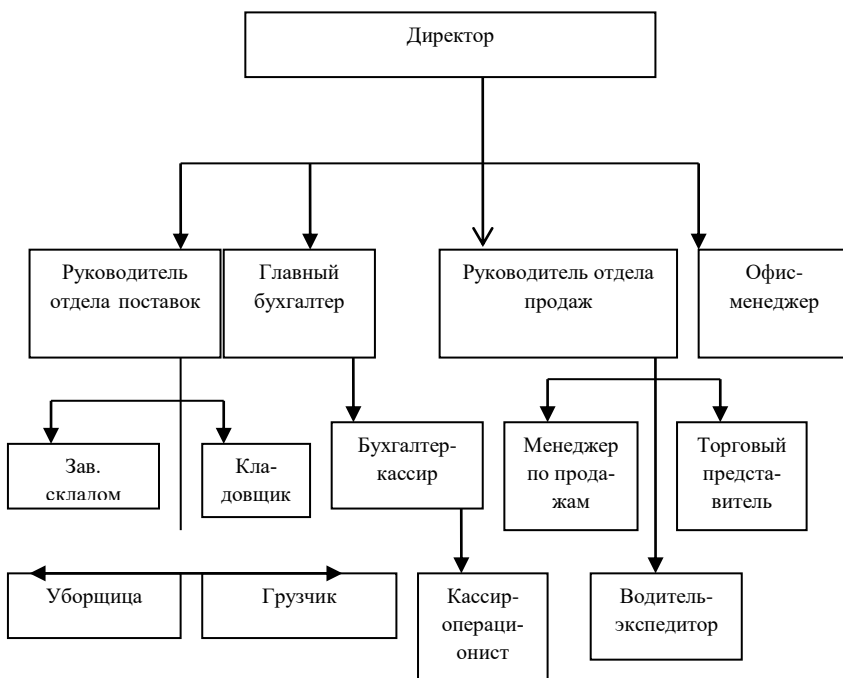 Директор
Руководитель
отдела поставок
Главный
бухгалтер
Руководитель отдела
продаж
Офис-
менеджер
Зав.
складом
Кла-
довщик
Бухгалтер-
кассир
Менеджер
по прода-
жам
Торговый
предста-
витель
Уборщица
Грузчик
Кассир-
операци-
онист
Водитель-
экспедитор